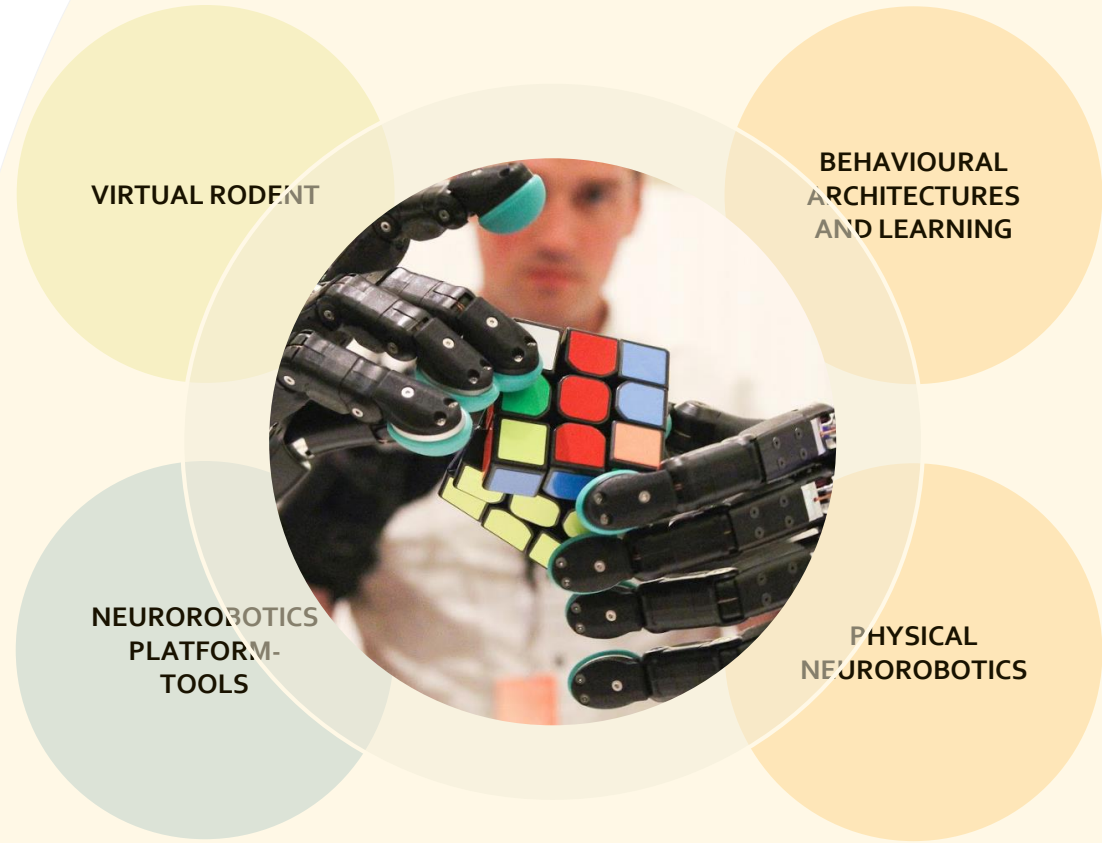 VIRTUAL RODENT
BEHAVIOURAL
ARCHITECTURES
AND LEARNING
NEUROROBOTICS
PLATFORM-
TOOLS
PHYSICAL
NEUROROBOTICS